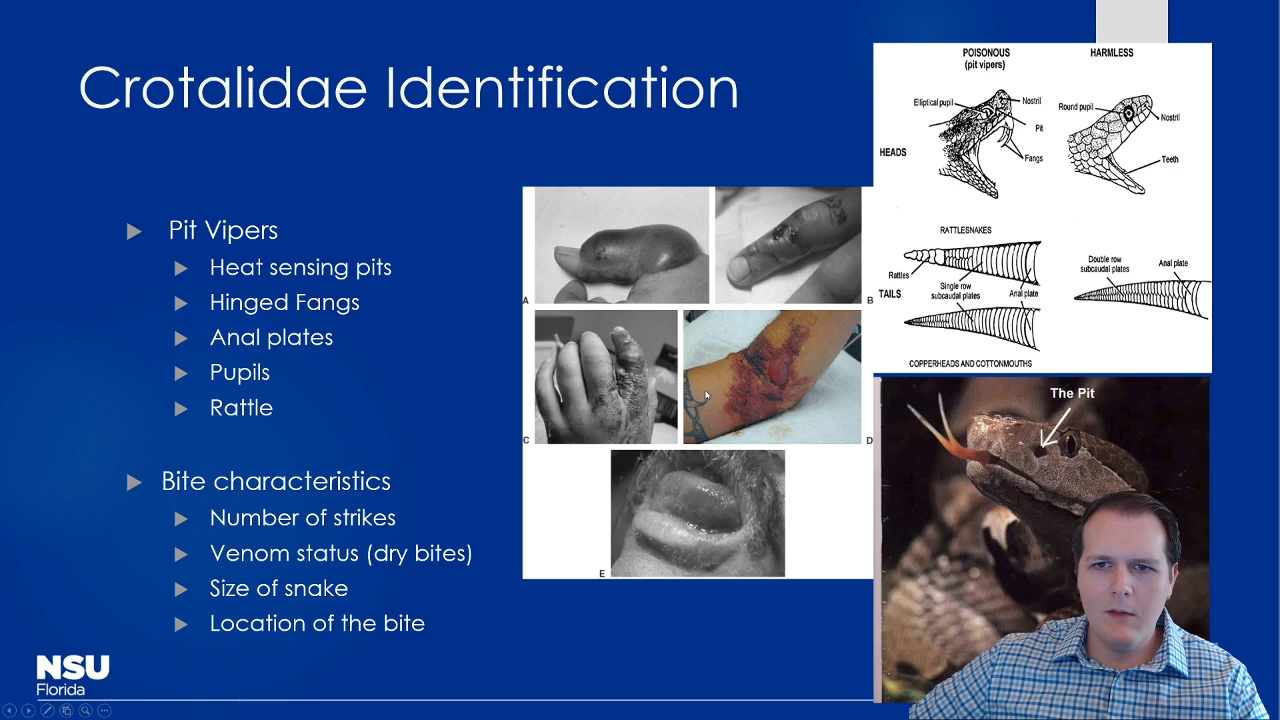 Crotalidae Identification
Pit Vipers
Heat sensing pits
Hinged Fangs
Anal plates
Pupils
Rattle
Bite characteristics
Number of strikes
Venom status (dry bites)
Size of snake
Location of the bite
NSU
Florida
A
B
C
D
E
POISONOUS
(pit vipers)
HARMLESS
Elliptical pupil
Nostril
Pit
Fangs
Round pupil
Nostril
Teeth
HEADS
RATTLESNAKES
Rattles
Single row
subcaudal plates
Anal plate
Double row
subcaudal plates
Anal plate
TAILS
COPPERHEADS AND COTTONMOUTHS
The Pit